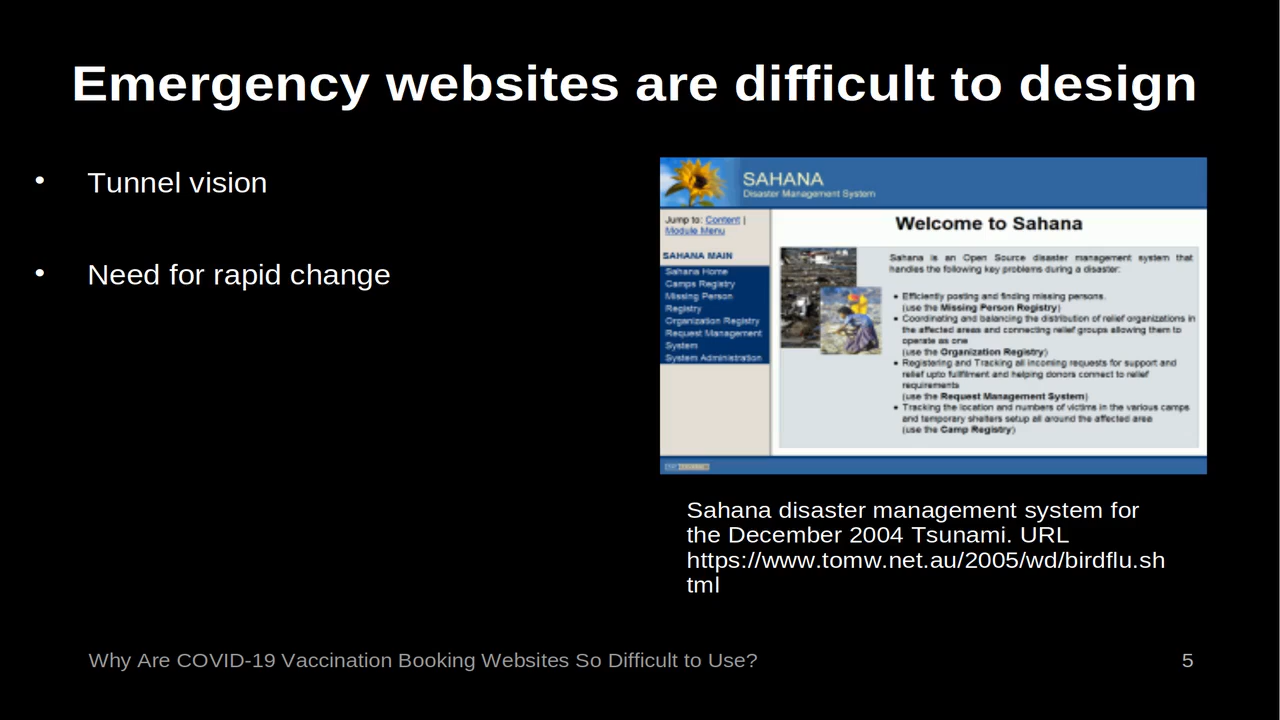 Emergency websites are difficult to design
• Tunnel vision
• Need for rapid change
SAHANA
Disaster Management System
Jump to: Content |
Module Menu
SAHANA MAIN
Sahana Home
Camps Registry
Missing Person
Registry
Organization Registry
Request Management
System
System Administration
Welcome to Sahana
Sahana is an Open Source disaster management system that
handles the following key problems during a disaster:
• Efficiently posting and finding missing persons.
(use the Missing Person Registry)
• Coordinating and balancing the distribution of relief organizations in
the affected areas and connecting relief groups allowing them to
operate as one
(use the Organization Registry)
• Registering and Tracking all incoming requests for support and
relief upto fullfilment and helping donors connect to relief
requirements
(use the Request Management System)
• Tracking the location and numbers of victims in the various camps
and temporary shelters setup all around the affected area
(use the Camp Registry)
Sahana disaster management system for
the December 2004 Tsunami. URL
https://www.tomw.net.au/2005/wd/birdflu.sh
tml
Why Are COVID-19 Vaccination Booking Websites So Difficult to Use?
5